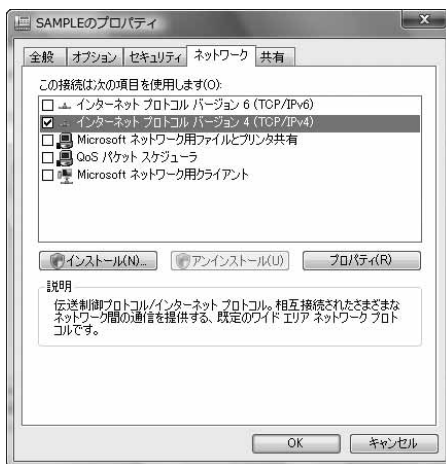 SAMPLEのプロパティ
全般 オプション セキュリティ ネットワーク 共有
この接続は次の項目を使用します(O):
インターネット プロトコル バージョン 6 (TCP/IPv6)
インターネット プロトコル バージョン 4 (TCP/IPv4)
Microsoft ネットワーク用ファイルとプリンタ共有
QoS パケット スケジューラ
Microsoft ネットワーク用クライアント
インストール(N)... アンインストール(U) プロパティ(R)
説明
伝送制御プロトコル/インターネット プロトコル。相互接続されたさまざまな
ネットワーク間の通信を提供する、既定のワイド エリア ネットワーク プロト
コルです。
OK キャンセル